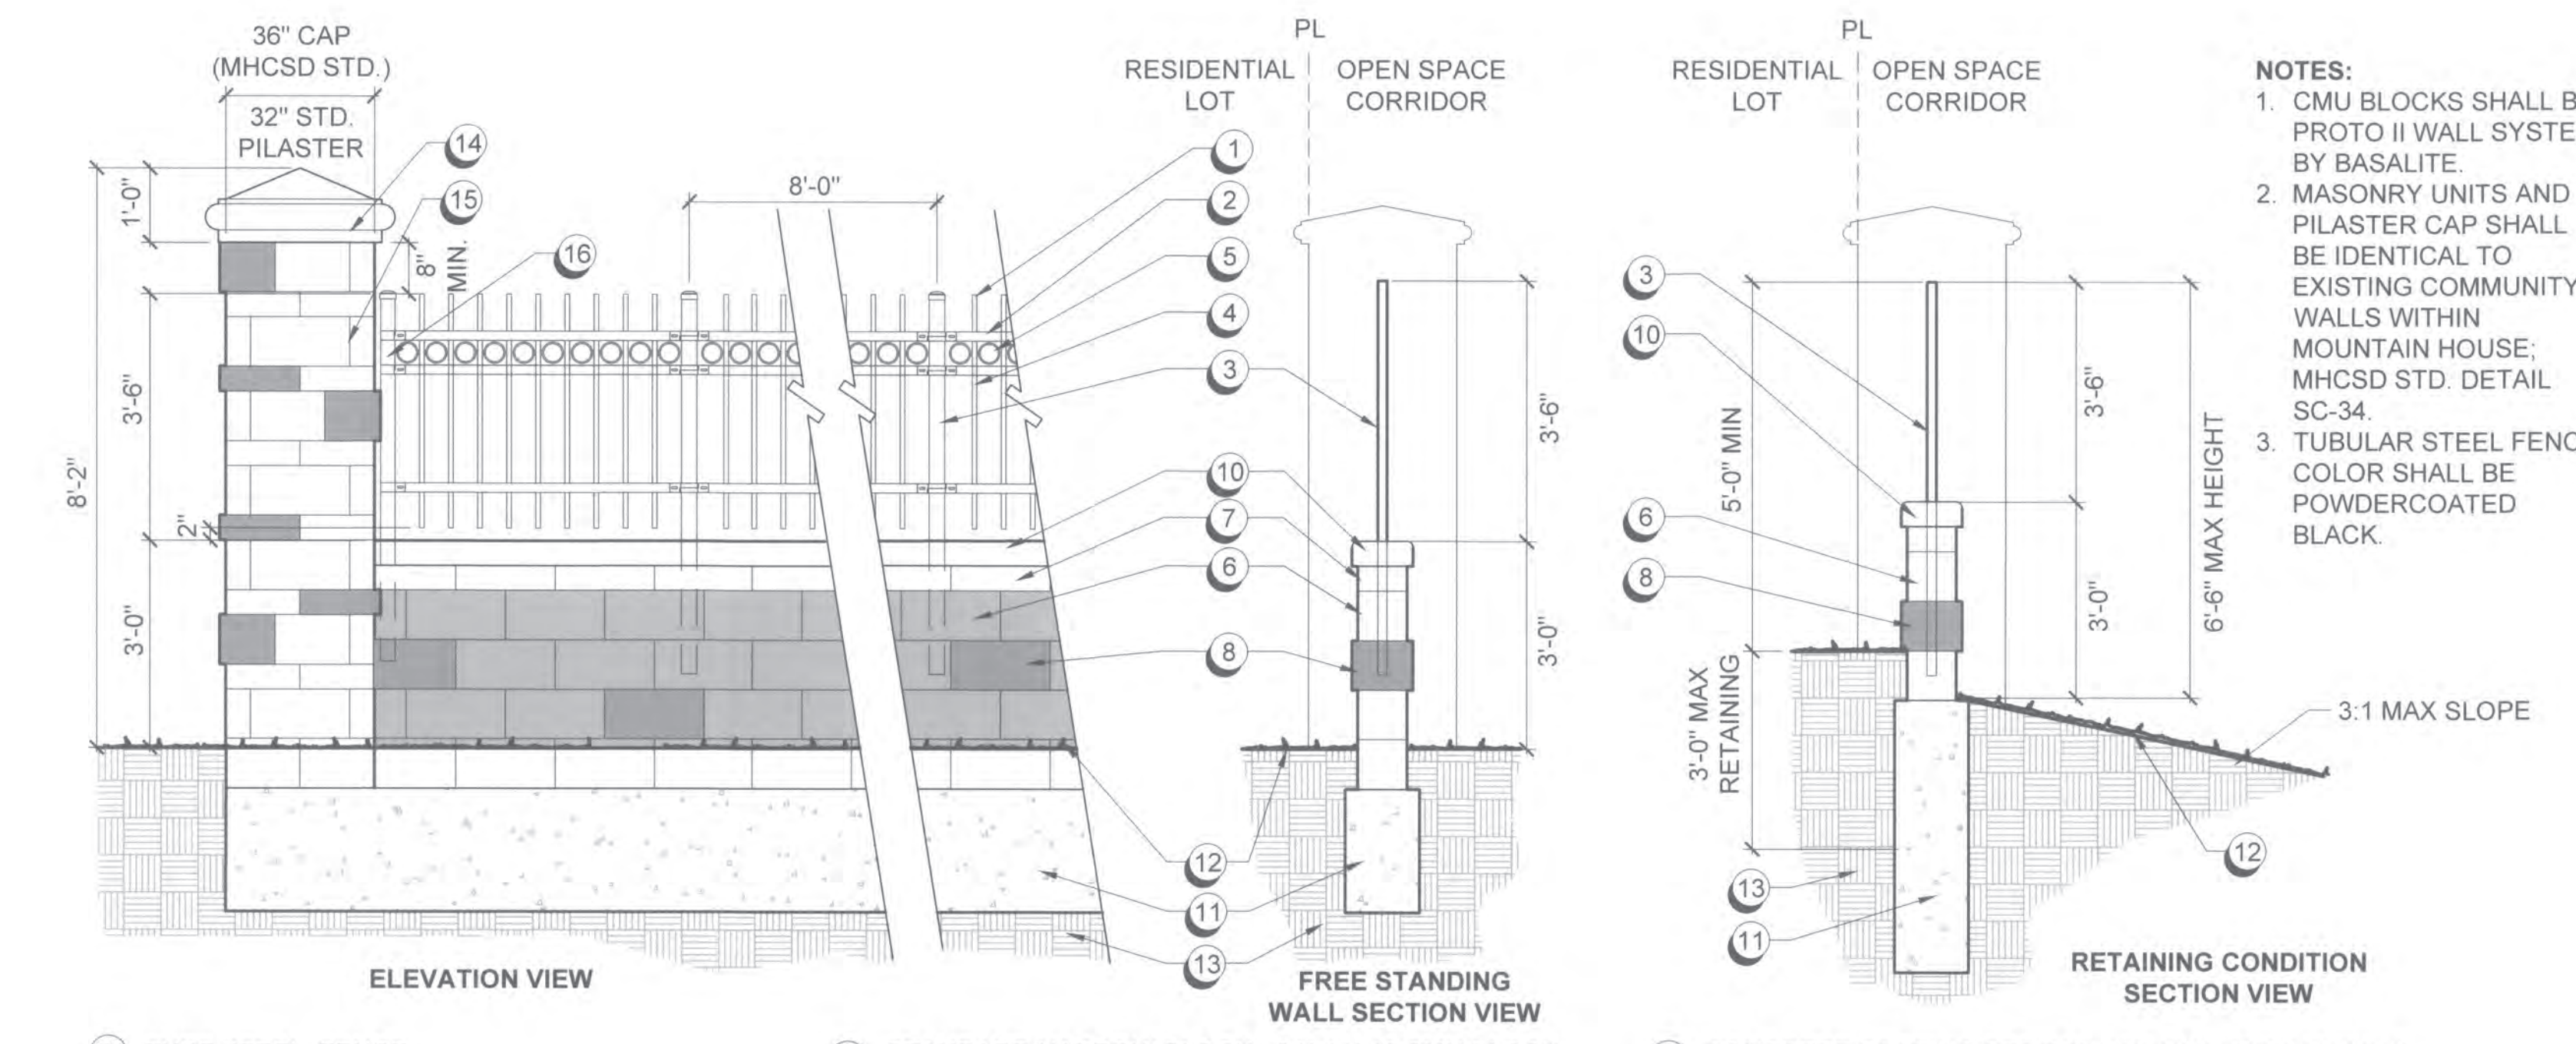 36" CAP
(MHCSD STD.)
32" STD.
PILASTER
14
15
16
1'-0"
8"
MIN.
8'-2"
3'-6"
2"
3'-0"
8'-0"
ELEVATION VIEW
PL
RESIDENTIAL
LOT
OPEN SPACE
CORRIDOR
1
2
5
4
3
10
7
6
8
12
11
13
3'-6"
3'-0"
FREE STANDING
WALL SECTION VIEW
PL
RESIDENTIAL
LOT
OPEN SPACE
CORRIDOR
3
10
6
8
5'-0" MIN
3'-0" MAX
RETAINING
13
11
3'-6"
3'-0"
6'-6" MAX HEIGHT
3:1 MAX SLOPE
12
RETAINING CONDITION
SECTION VIEW
NOTES:
1. CMU BLOCKS SHALL
PROTO II WALL
BY BASALITE.
2. MASONRY UNITS AND
PILASTER CAP SHALL
BE IDENTICAL TO
EXISTING COMMUNITY
WALLS WITHIN
MOUNTAIN HOUSE;
MHCSD STD. DETAIL
SC-34.
3. TUBULAR STEEL
COLOR SHALL BE
POWDERCOATED
BLACK.